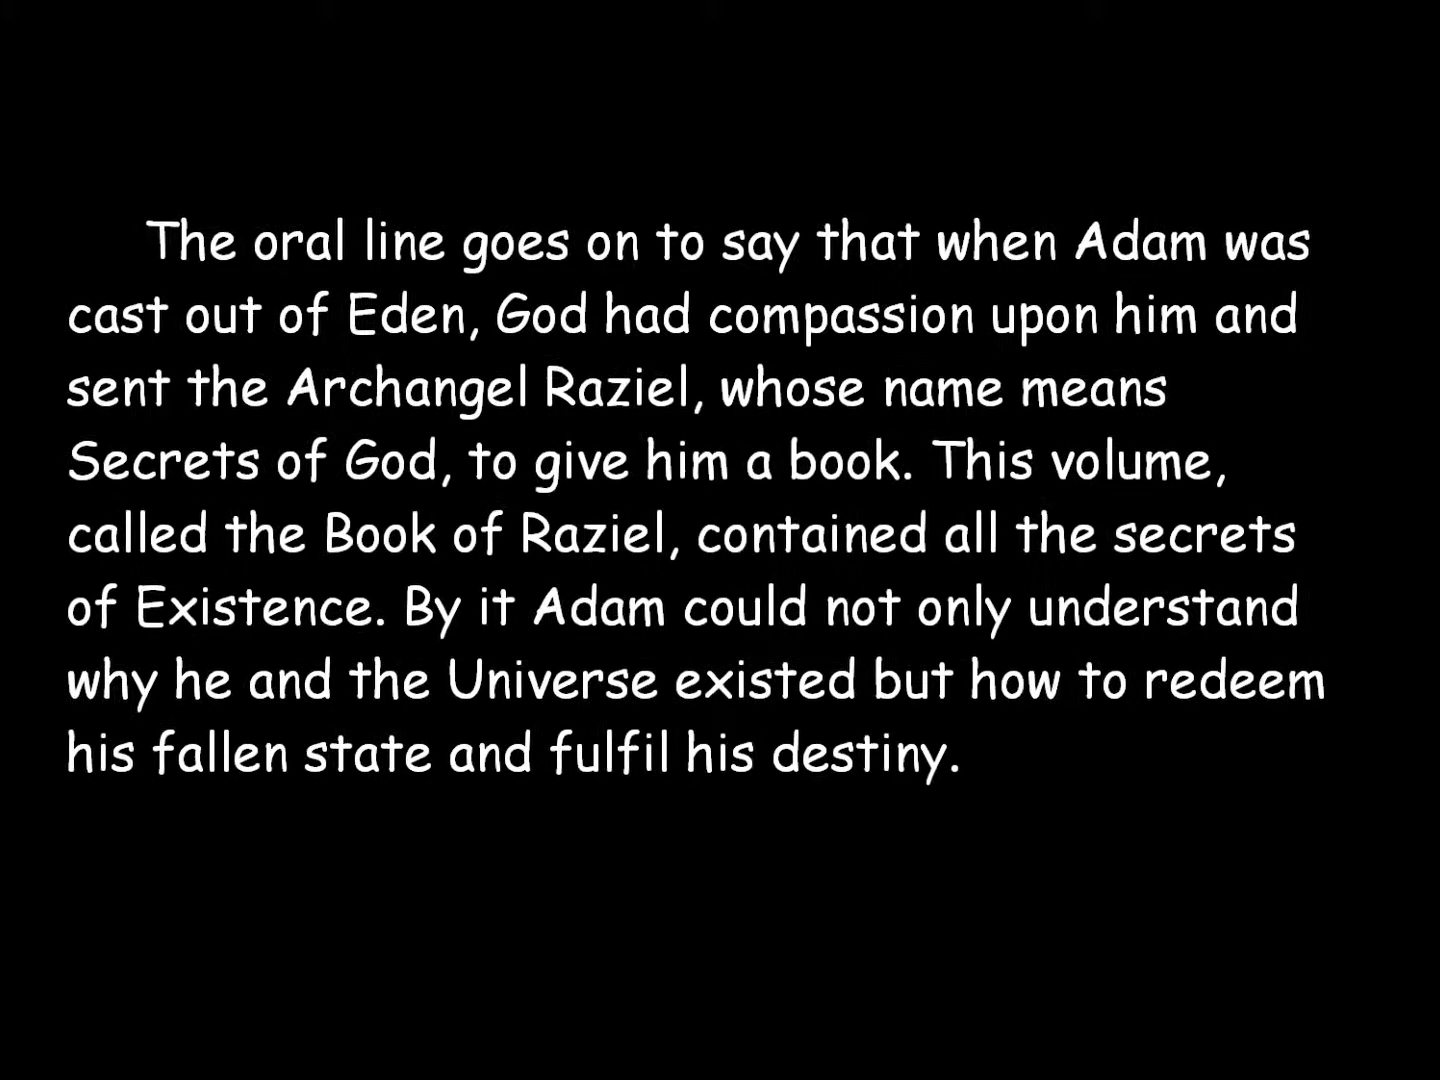 The oral line goes on to say that when Adam was
cast out of Eden, God had compassion upon him and
sent the Archangel Raziel, whose name means
Secrets of God, to give him a book. This volume,
called the Book of Raziel, contained all the secrets
of Existence. By it Adam could not only understand
why he and the Universe existed but how to redeem
his fallen state and fulfil his destiny.